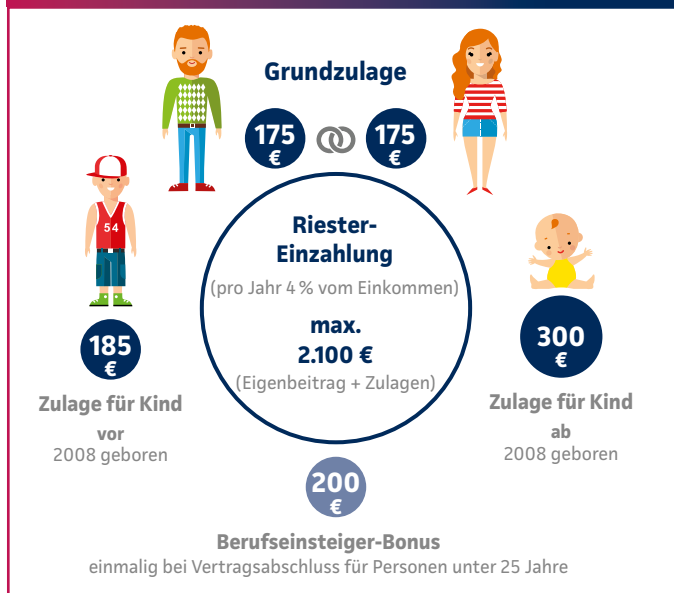 Grundzulage
175
€
175
€
54
Riester-
Einzahlung
(pro Jahr 4 % vom Einkommen)
max.
2.100 €
(Eigenbeitrag + Zulagen)
185
€
Zulage für Kind
vor
2008 geboren
300
€
Zulage für Kind
ab
2008 geboren
200
€
Berufseinsteiger-Bonus
einmalig bei Vertragsabschluss für Personen unter 25 Jahre